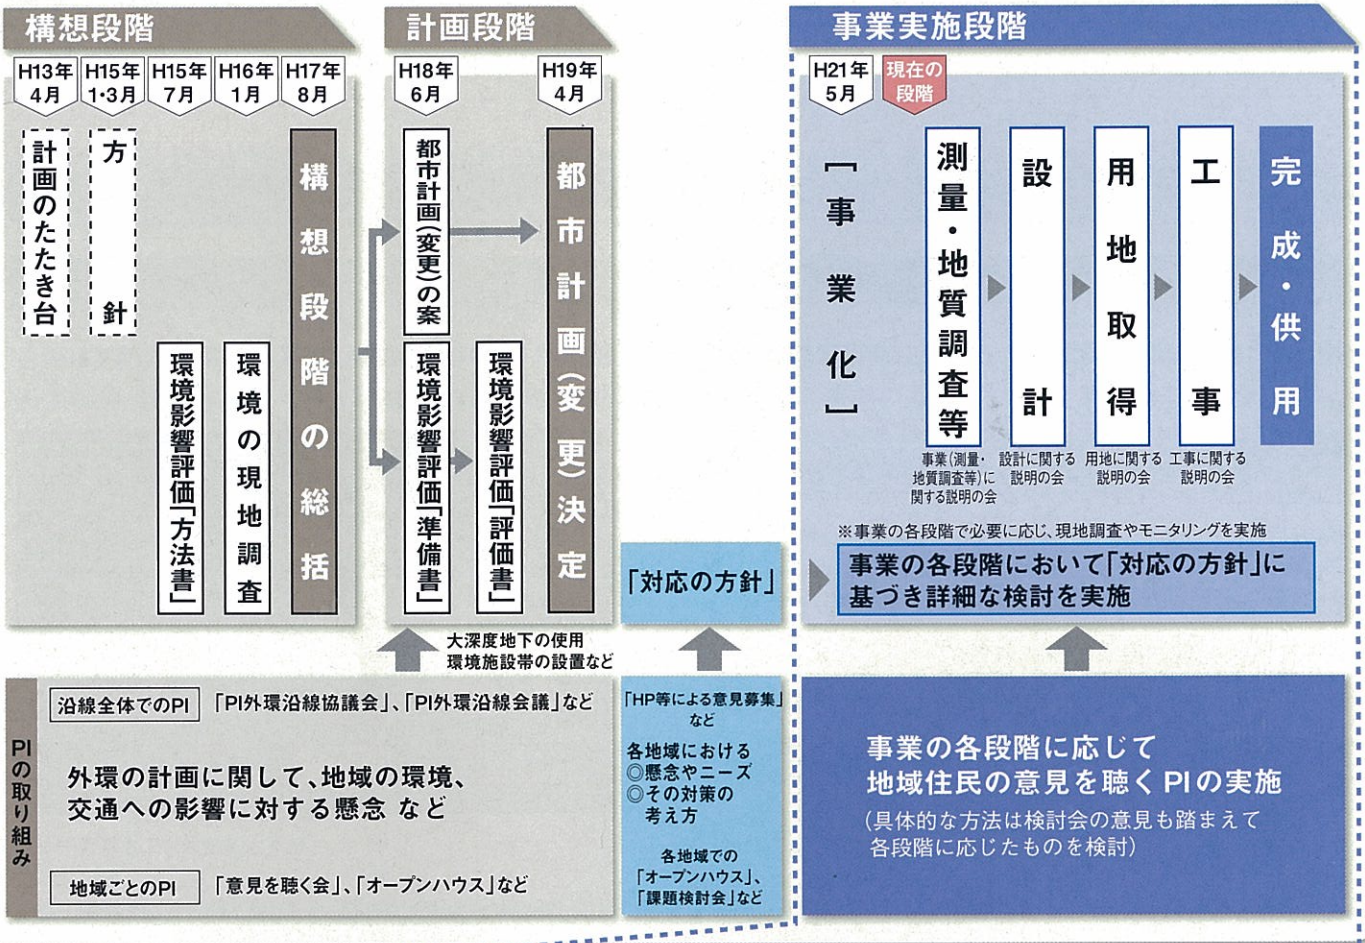 構想段階
H13年
4月
H15年
1・3月
H15年
7月
H16年
1月
H17年
8月
計画のたたき台
方針
環境影響評価「方法書」
環境の現地調査
構想段階の総括
計画段階
H18年
6月
H19年
4月
都市計画(変更)の案
環境影響評価「準備書」
環境影響評価「評価書」
都市計画(変更)決定
大深度地下の使用
環境施設帯の設置など
「対応の方針」
事業実施段階
H21年
5月
現在の
段階
[事業化]
測量・地質調査等
設計
用地取得
工事
完成・供用
事業(測量・
地質調査等)に
関する説明の会
設計に関する
説明の会
用地に関する
説明の会
工事に関する
説明の会
※事業の各段階で必要に応じ、現地調査やモニタリングを実施
事業の各段階において「対応の方針」に
基づき詳細な検討を実施
PIの取り組み
沿線全体でのPI
「PI外環沿線協議会」、「PI外環沿線会議」など
外環の計画に関して、地域の環境、
交通への影響に対する懸念 など
地域ごとのPI
「意見を聴く会」、「オープンハウス」など
「HP等による意見募集」
など
各地域における
◎懸念やニーズ
◎その対策の
考え方
各地域での
「オープンハウス」、
「課題検討会」など
事業の各段階に応じて
地域住民の意見を聴くPIの実施
(具体的な方法は検討会の意見も踏まえて
各段階に応じたものを検討)